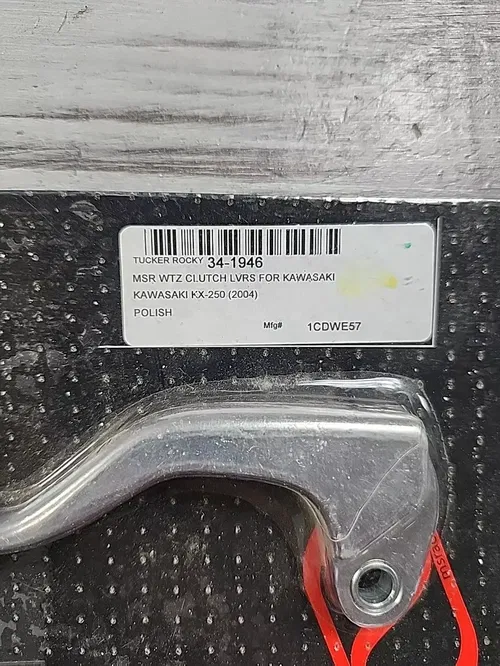 TUCKER ROCKY 34-1946
MSR WTZ CLUTCH LVRS FOR KAWASAKI
KAWASAKI KX-250 (2004)
POLISH
Mfg# 1CDWE57